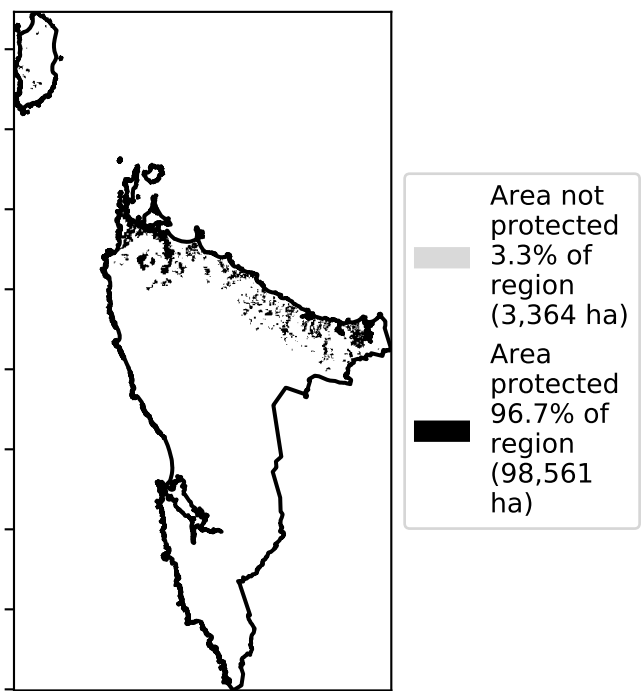 Area not
protected
3.3% of
region
(3,364 ha)
Area
protected
96.7% of
region
(98,561
ha)